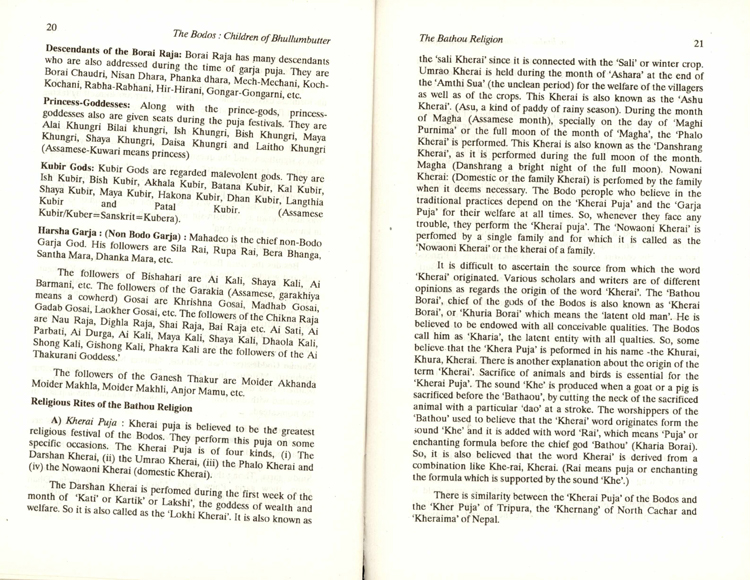 20
The Bodos : Children of Bhullumbutter
Descendants of the Borai Raja: Borai Raja has many descendants
who are also addressed during the time of garja puja. They are
Borai Chaudri, Nisan Dhara, Phanka dhara, Mech-Mechani, Koch-
Kochani, Rabha-Rabhani, Hir-Hirani, Gongar-Gongarni, etc.
Princess-Goddesses: Along with the prince-gods, princess-
goddesses also are given seats during the puja festivals. They are
Alai Khungri Bilai khungri, Ish Khungri, Bish Khungri, Maya
Khungri, Shaya Khungri, Daisa Khungri and Laitho Khungri
(Assamese-Kuwari means princess)
Kubir Gods: Kubir Gods are regarded malevolent gods. They are
Ish Kubir, Bish Kubir, Akhala Kubir, Batana Kubir, Kal Kubir,
Shaya Kubir, Maya Kubir, Hakona Kubir, Dhan Kubir, Langthia
Kubir and Patal Kubir. (Assamese
Kubir/Kuber=Sanskrit=Kubera).
Harsha Garja : (Non Bodo Garja) : Mahadeo is the chief non-Bodo
Garja God. His followers are Sila Rai, Rupa Rai, Bera Bhanga,
Santha Mara, Dhanka Mara, etc.
The followers of Bishahari are Ai Kali, Shaya Kali, Ai
Barmani, etc. The followers of the Garakia (Assamese, garakhiya
means a cowherd) Gosai are Khrishna Gosai, Madhab Gosai,
Gadab Gosai, Laokher Gosai, etc. The followers of the Chikna Raja
are Nau Raja, Dighla Raja, Shai Raja, Bai Raja etc. Ai Sati, Ai
Parbati, Ai Durga, Ai Kali, Maya Kali, Shaya Kali, Dhaola Kali,
Shong Kali, Gishong Kali, Phakra Kali are the followers of the Ai
Thakurani Goddess.'
The followers of the Ganesh Thakur are Moider Akhanda
Moider Makhla, Moider Makhli, Anjor Mamu, etc.
Religious Rites of the Bathou Religion
A) Kherai Puja : Kherai puja is believed to be the greatest
religious festival of the Bodos. They perform this puja on some
specific occasions. The Kherai Puja is of four kinds, (i) The
Darshan Kherai, (ii) the Umrao Kherai, (iii) the Phalo Kherai and
(iv) the Nowaoni Kherai (domestic Kherai).
The Darshan Kherai is perfomed during the first week of the
month of 'Kati' or Kartik' or Lakshi', the goddess of wealth and
welfare. So it is also called as the 'Lokhi Kherai'. It is also known as
The Bathou Religion
21
the 'sali Kherai' since it is connected with the 'Sali' or winter crop.
Umrao Kherai is held during the month of 'Ashara' at the end of
the 'Amthi Sua' (the unclean period) for the welfare of the villagers
as well as of the crops. This Kherai is also known as the 'Ashu
Kherai'. (Asu, a kind of paddy of rainy season). During the month
of Magha (Assamese month), specially on the day of 'Maghi
Purnima' or the full moon of the month of 'Magha', the 'Phalo
Kherai' is performed. This Kherai is also known as the 'Danshrang
Kherai', as it is performed during the full moon of the month.
Magha (Danshrang a bright night of the full moon). Nowani
Kherai: (Domestic or the family Kherai) is perfomed by the family
when it deems necessary. The Bodo perople who believe in the
traditional practices depend on the 'Kherai Puja' and the 'Garja
Puja' for their welfare at all times. So, whenever they face any
trouble, they perform the 'Kherai puja'. The 'Nowaoni Kherai' is
perfomed by a single family and for which it is called as the
'Nowaoni Kherai' or the kherai of a family.
It is difficult to ascertain the source from which the word
'Kherai' originated. Various scholars and writers are of different
opinions as regards the origin of the word 'Kherai'. The 'Bathou
Borai', chief of the gods of the Bodos is also known as 'Kherai
Borai', or 'Khuria Borai' which means the 'latent old man'. He is
believed to be endowed with all conceivable qualities. The Bodos
call him as 'Kharia', the latent entity with all qualties. So, some
believe that the 'Khera Puja' is peformed in his name -the Khurai,
Khura, Kherai. There is another explanation about the origin of the
term 'Kherai'. Sacrifice of animals and birds is essential for the
'Kherai Puja'. The sound 'Khe' is produced when a goat or a pig is
sacrificed before the 'Bathaou', by cutting the neck of the sacrificed
animal with a particular 'dao' at a stroke. The worshippers of the
'Bathou' used to believe that the 'Kherai' word originates form the
sound 'Khe' and it is added with word 'Rai', which means 'Puja' or
enchanting formula before the chief god 'Bathou' (Kharia Borai).
So, it is also believed that the word Kherai' is derived from a
combination like Khe-rai, Kherai. (Rai means puja or enchanting
the formula which is supported by the sound 'Khe'.)
There is similarity between the 'Kherai Puja' of the Bodos and
the 'Kher Puja' of Tripura, the 'Khernang' of North Cachar and
'Kheraima' of Nepal.